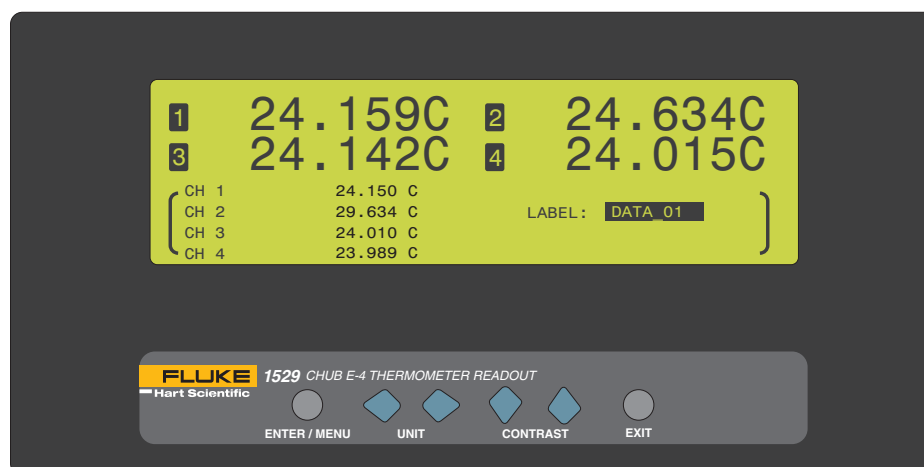 1 24.159C 2 24.634C
3 24.142C 4 24.015C
CH 1 24.150 C
CH 2 29.634 C LABEL: DATA_01
CH 3 24.010 C
CH 4 23.989 C
FLUKE 1529 CHUB E-4 THERMOMETER READOUT
Hart Scientific
ENTER / MENU UNIT CONTRAST EXIT